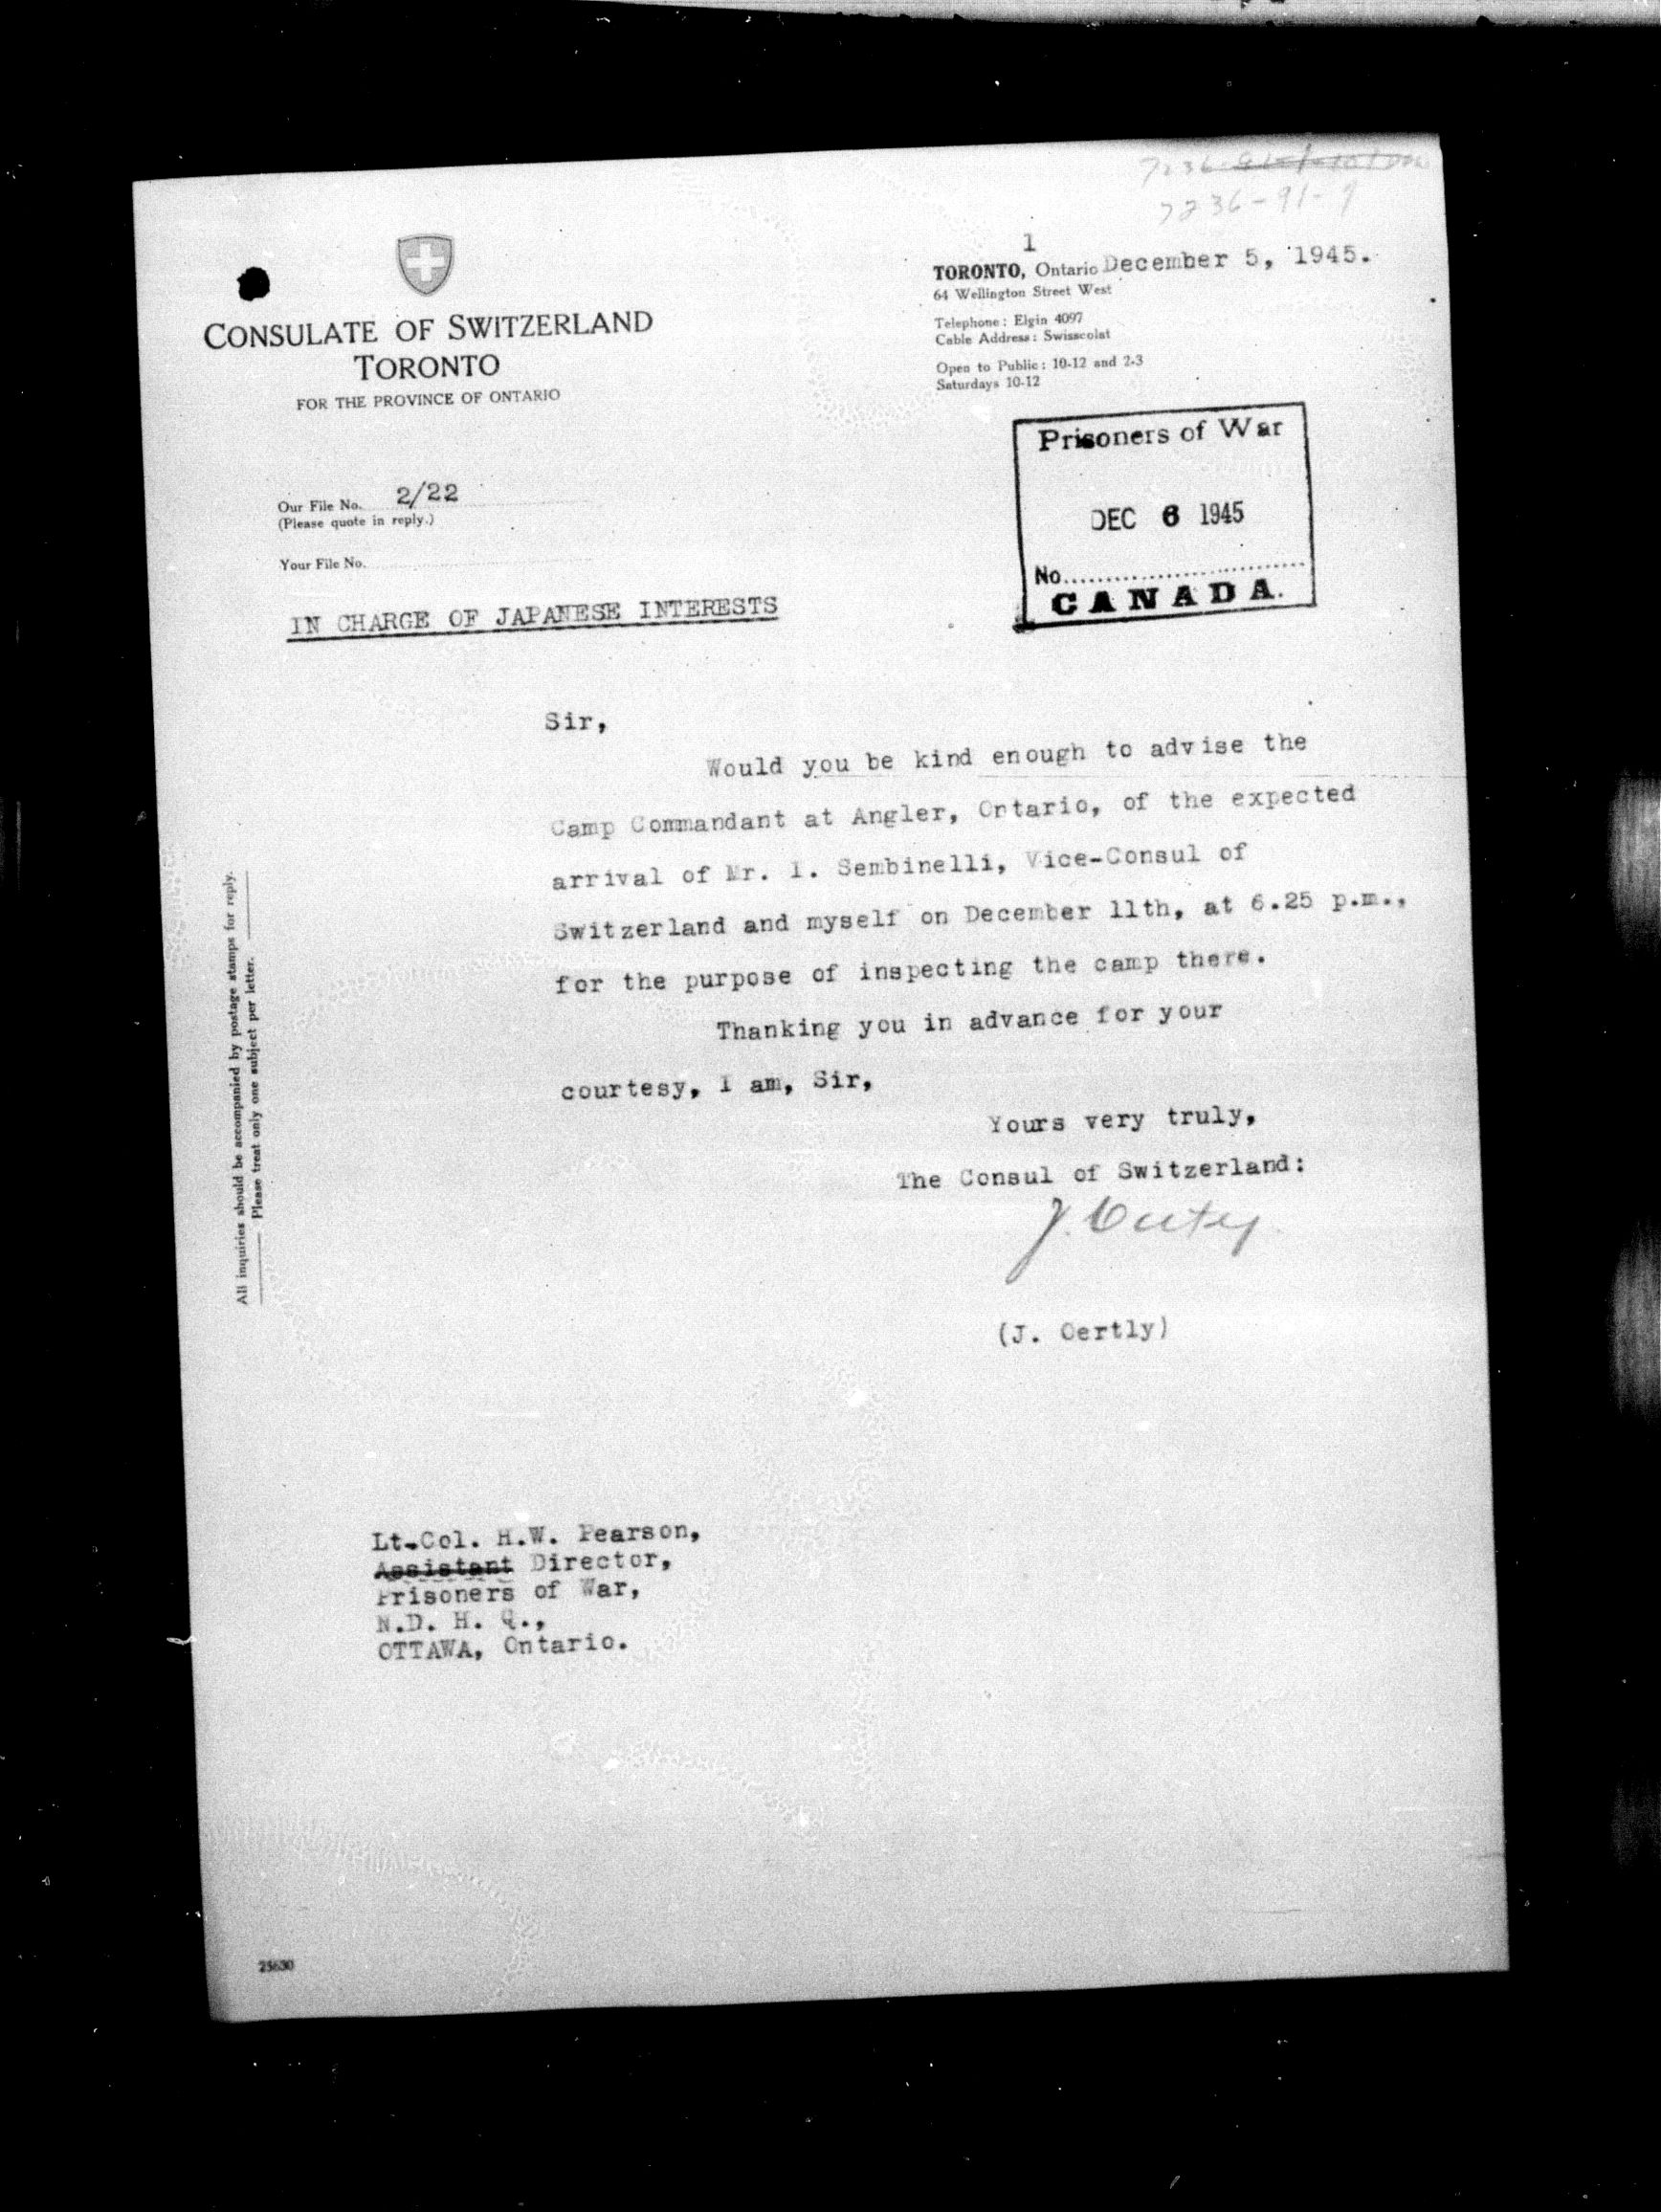 7236-91-9
1
TORONTO, Ontario December 5, 1945.
64 Wellington Street West
Telephone: Elgin 4097
Cable Address: Swisscolat
Open to Public: 10-12 and 2-3
Saturdays 10-12
CONSULATE OF SWITZERLAND
TORONTO
FOR THE PROVINCE OF ONTARIO
Prisoners of War
DEC 6 1945
No
CANADA.
Our File No. 2/22
(Please quote in reply.)
Your File No.
IN CHARGE OF JAPANESE INTERESTS
Sir,
Would you be kind enough to advise the
Camp Commandant at Angler, Ontario, of the expected
arrival of Mr. I. Sembinelli, Vice-Consul of
Switzerland and myself on December 11th, at 6.25 p.m.,
for the purpose of inspecting the camp there.
Thanking you in advance for your
courtesy, I am, Sir,
Yours very truly,
The Consul of Switzerland:
J. Oertly
(J. Oertly)
All inquiries should be accompanied by postage stamps for reply.
Please treat only one subject per letter.
Lt-Col. H.W. Pearson,
Assistant Director,
Prisoners of War,
N.D. H. Q.,
OTTAWA, Ontario.
25630